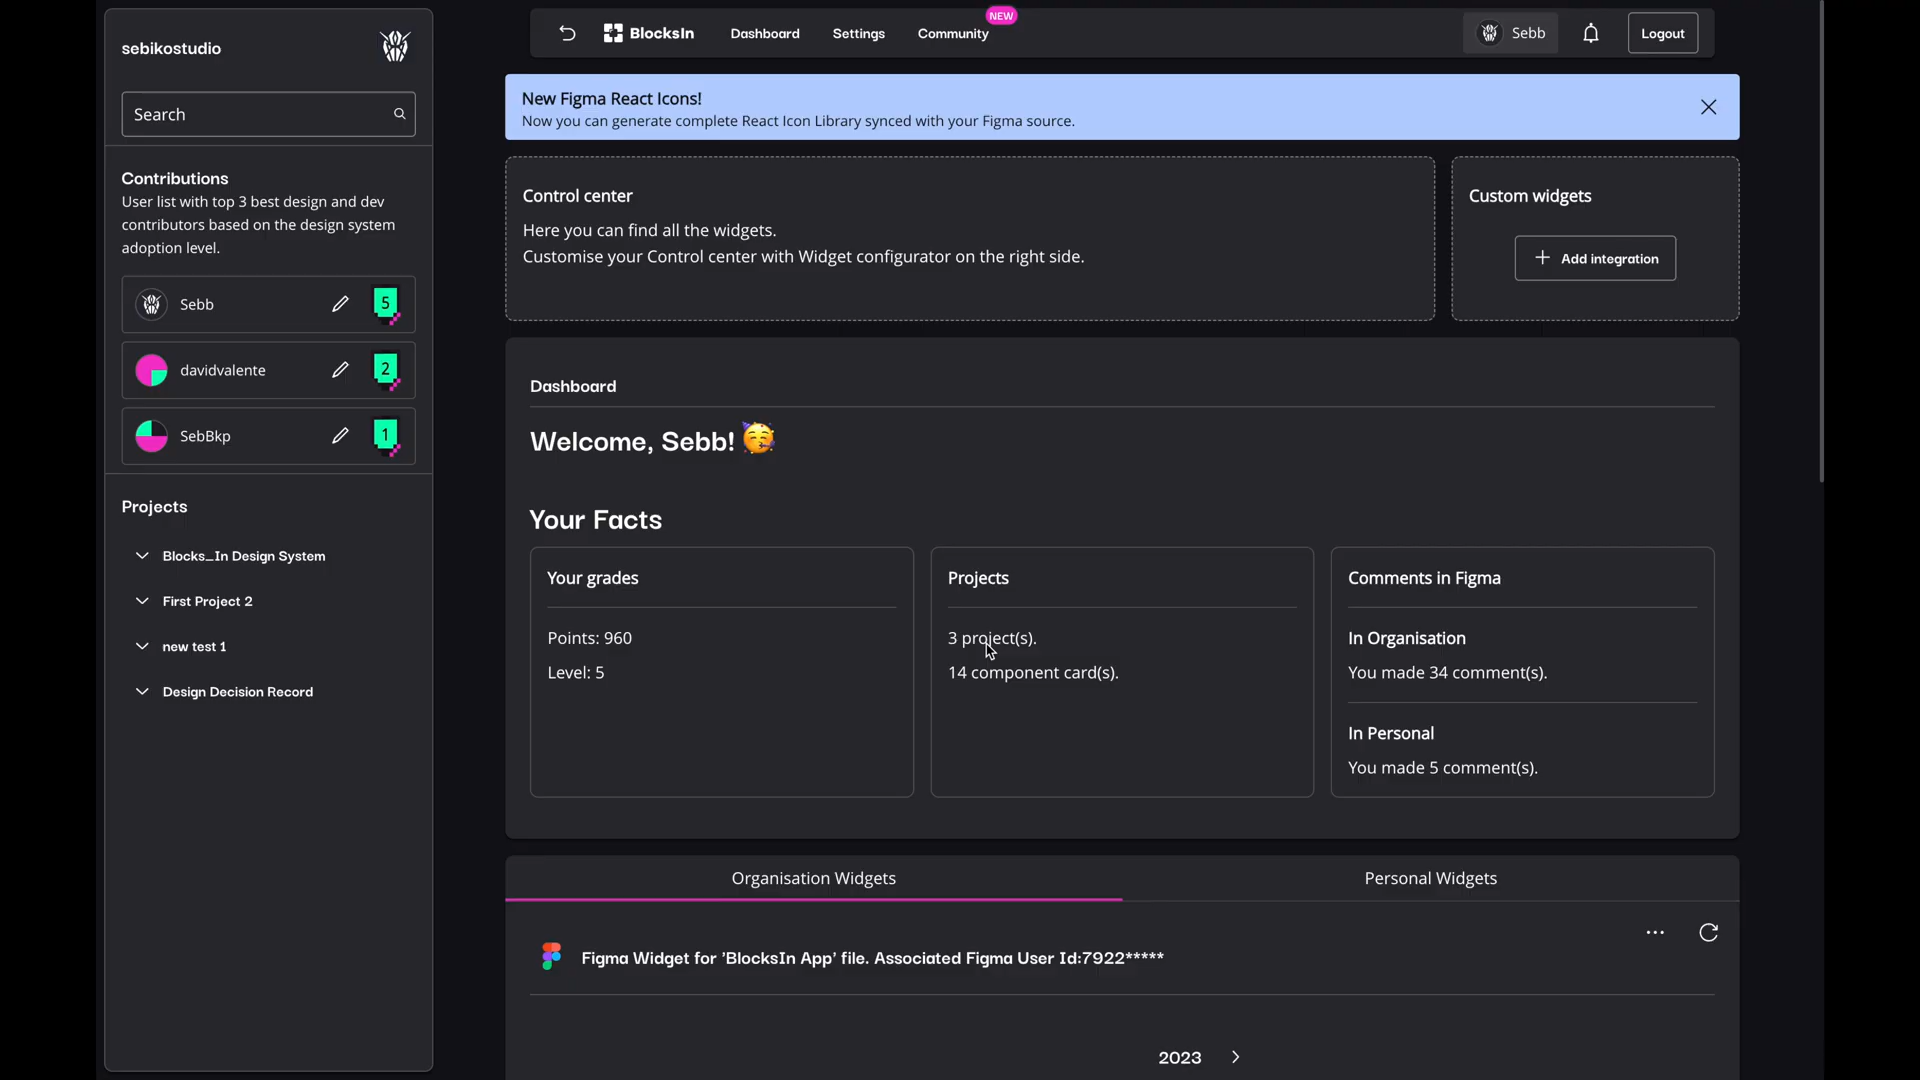 sebikostudio
Search
Contributions
User list with top 3 best design and dev
contributors based on the design system
adoption level.
Sebb
5
davidvalente
2
SebBkp
1
Projects
Blocks_In Design System
First Project 2
new test 1
Design Decision Record
BlocksIn
Dashboard
Settings
Community
NEW
Sebb
Logout
New Figma React Icons!
Now you can generate complete React Icon Library synced with your Figma source.
Control center
Here you can find all the widgets.
Customise your Control center with Widget configurator on the right side.
Custom widgets
Add integration
Dashboard
Welcome, Sebb!
Your Facts
Your grades
Points: 960
Level: 5
Projects
3 project(s).
14 component card(s).
Comments in Figma
In Organisation
You made 34 comment(s).
In Personal
You made 5 comment(s).
Organisation Widgets
Personal Widgets
Figma Widget for 'BlocksIn App' file. Associated Figma User Id:7922*****
2023